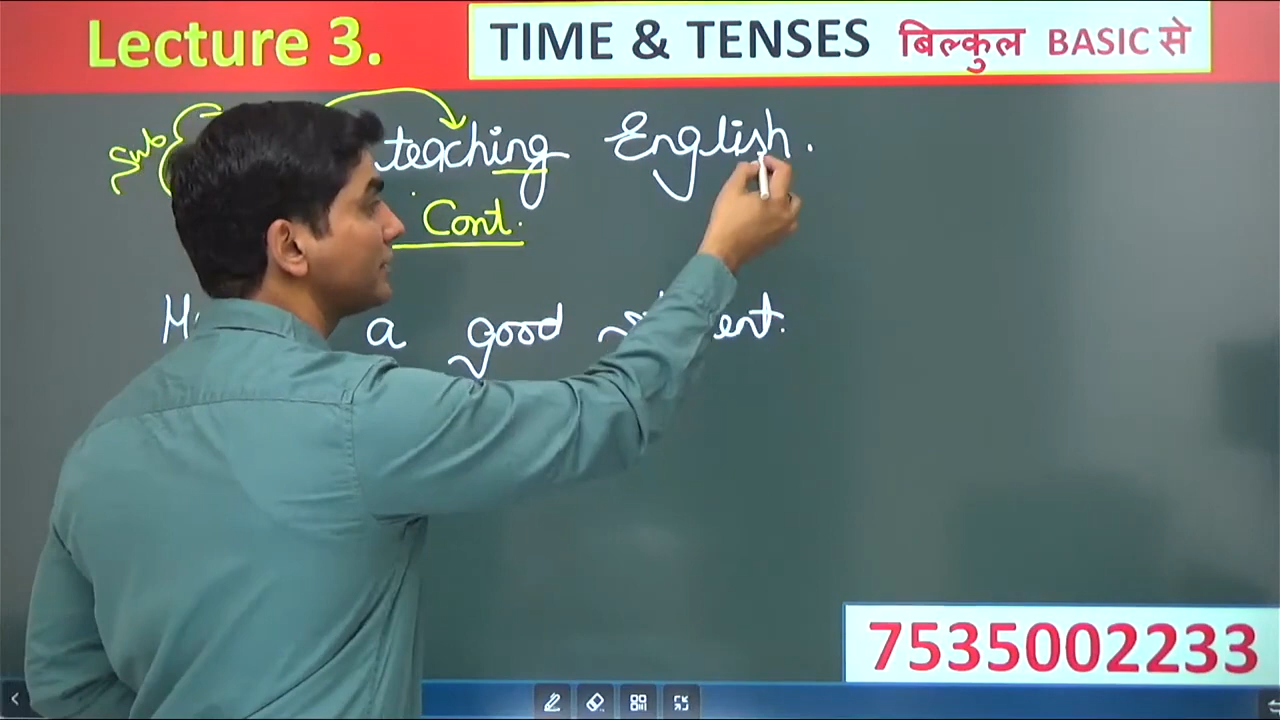 Lecture 3. TIME & TENSES बिल्कुल BASIC से
Sub teaching English.
Cont.
a good
7535002233